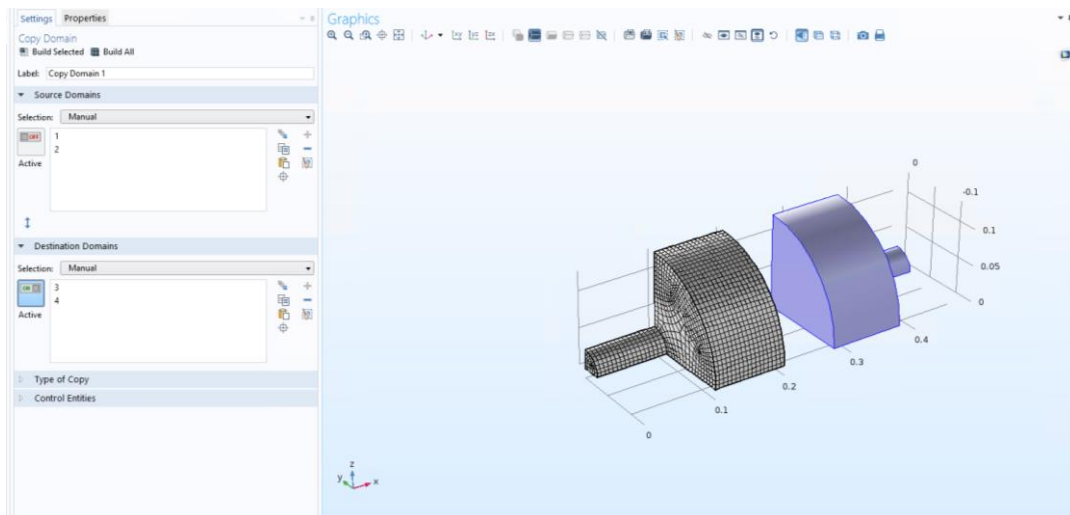 Settings Properties
Copy Domain
Build Selected Build All
Label: Copy Domain 1
Source Domains
Selection: Manual
OFF
1
2
Active
Destination Domains
Selection: Manual
ON
3
4
Active
Type of Copy
Control Entities
Graphics
0
-0.1
0.1
0.05
0
0.4
0.3
0.2
0.1
0
z
y
x